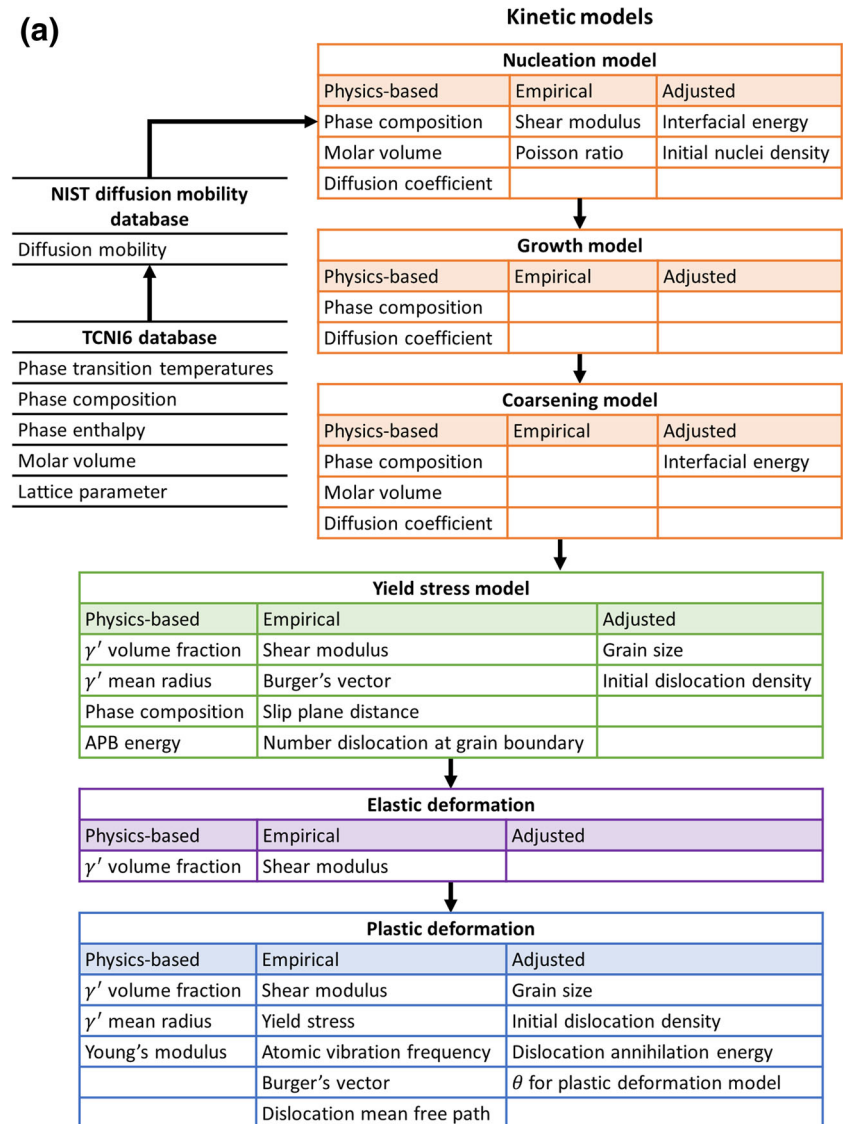 (a)
Kinetic models
Nucleation model
Physics-based Empirical Adjusted
Phase composition Shear modulus Interfacial energy
Molar volume Poisson ratio Initial nuclei density
Diffusion coefficient
NIST diffusion mobility
database
Diffusion mobility
TCNI6 database
Phase transition temperatures
Phase composition
Phase enthalpy
Molar volume
Lattice parameter
Growth model
Physics-based Empirical Adjusted
Phase composition
Diffusion coefficient
Coarsening model
Physics-based Empirical Adjusted
Phase composition Interfacial energy
Molar volume
Diffusion coefficient
Yield stress model
Physics-based Empirical Adjusted
γ′ volume fraction Shear modulus Grain size
γ′ mean radius Burger's vector Initial dislocation density
Phase composition Slip plane distance
APB energy Number dislocation at grain boundary
Elastic deformation
Physics-based Empirical Adjusted
γ′ volume fraction Shear modulus
Plastic deformation
Physics-based Empirical Adjusted
γ′ volume fraction Shear modulus Grain size
γ′ mean radius Yield stress Initial dislocation density
Young's modulus Atomic vibration frequency Dislocation annihilation energy
Burger's vector θ for plastic deformation model
Dislocation mean free path